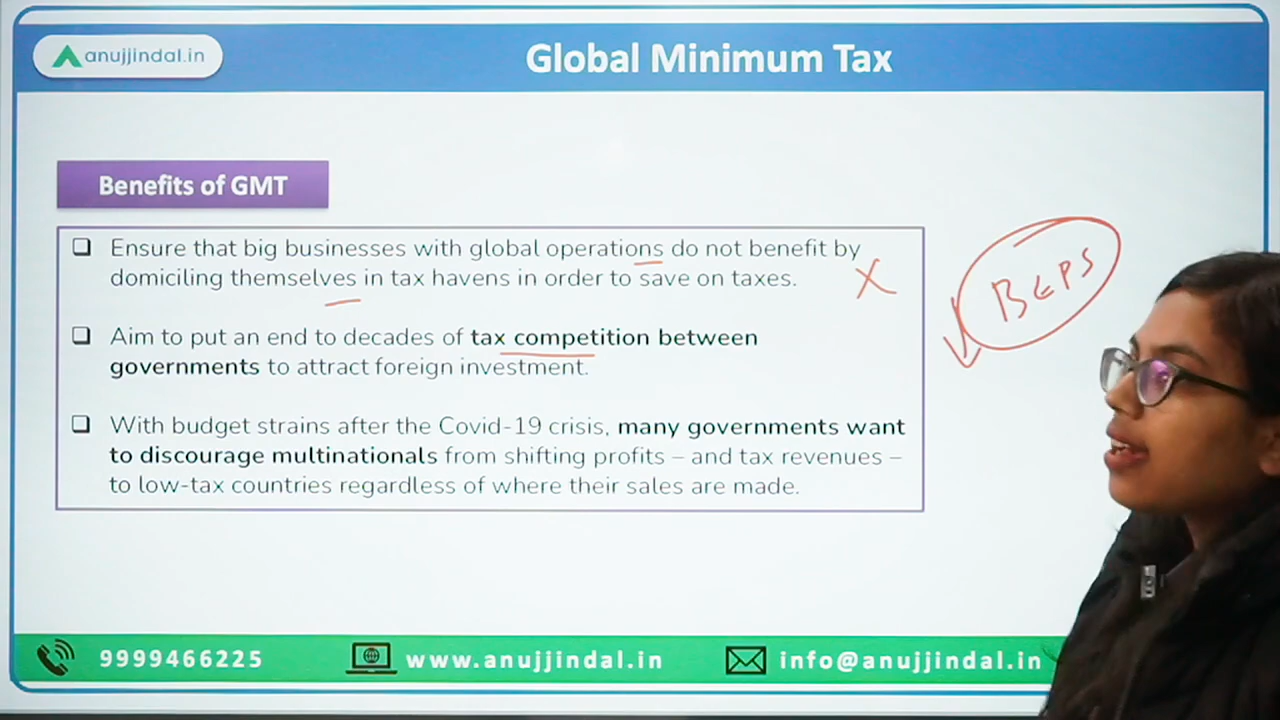 anujjindal.in
Global Minimum Tax
Benefits of GMT
Ensure that big businesses with global operations do not benefit by
domiciling themselves in tax havens in order to save on taxes.
X
BEPS
Aim to put an end to decades of tax competition between
governments to attract foreign investment.
With budget strains after the Covid-19 crisis, many governments want
to discourage multinationals from shifting profits – and tax revenues –
to low-tax countries regardless of where their sales are made.
9999466225
www.anujjindal.in
info@anujjindal.in